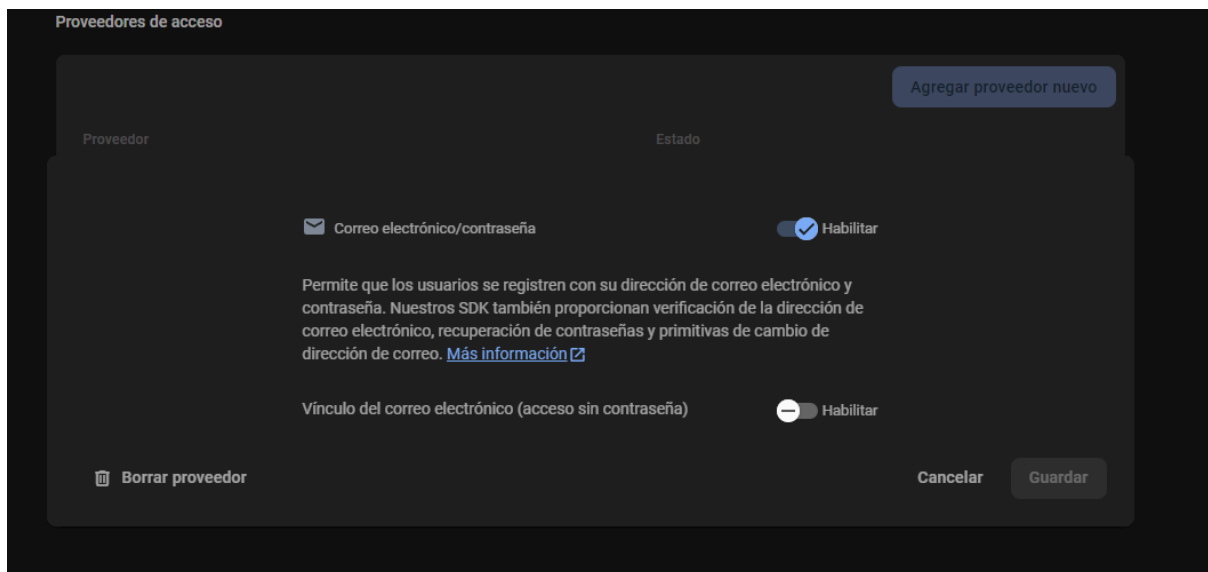 Proveedores de acceso
Agregar proveedor nuevo
Proveedor Estado
Correo electrónico/contraseña Habilitar
Permite que los usuarios se registren con su dirección de correo electrónico y
contraseña. Nuestros SDK también proporcionan verificación de la dirección de
correo electrónico, recuperación de contraseñas y primitivas de cambio de
dirección de correo. Más información
Vínculo del correo electrónico (acceso sin contraseña) Habilitar
Borrar proveedor Cancelar Guardar